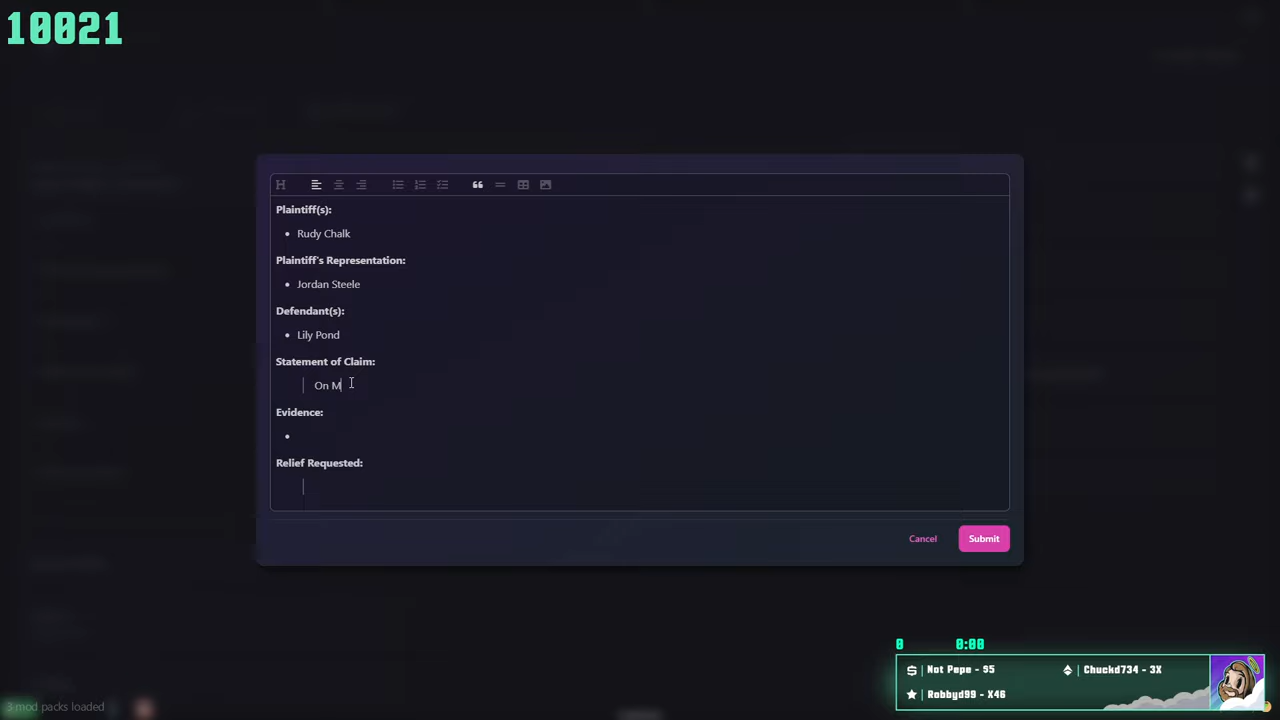 10021
Plaintiff(s):
Rudy Chalk
Plaintiff's Representation:
Jordan Steele
Defendant(s):
Lily Pond
Statement of Claim:
On M
Evidence:
Relief Requested:
Cancel
Submit
0
0:00
Not Pepe - 95
Chuckd734 - 3X
Robbyd99 - X46
3 mod packs loaded